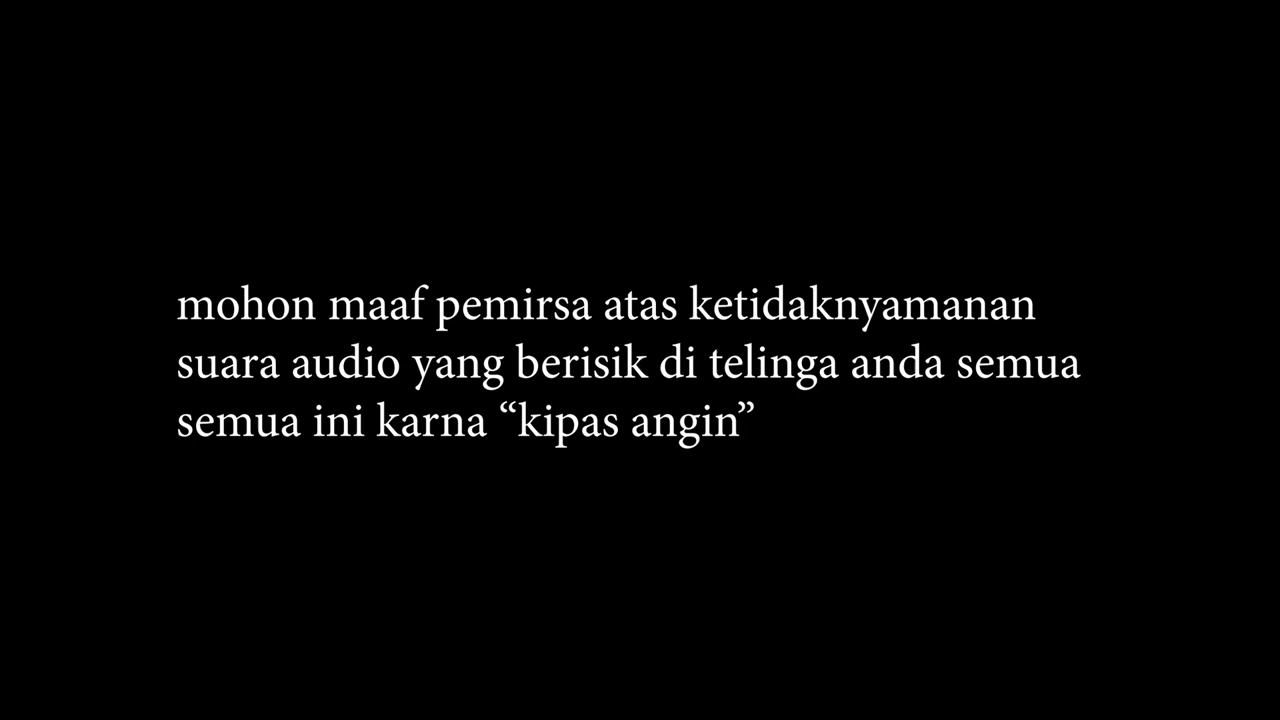 mohon maaf pemirsa atas ketidaknyamanan
suara audio yang berisik di telinga anda semua
semua ini karna “kipas angin”